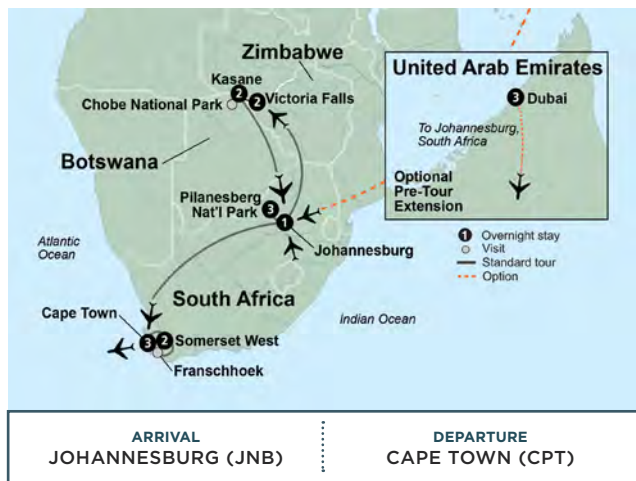 Zimbabwe
Kasane
2
2
Victoria Falls
Chobe National Park
Botswana
Pilanesberg
Nat'l Park
3
1
Johannesburg
Atlantic
Ocean
South Africa
Cape Town
3
2
Somerset West
Franschhoek
Indian Ocean
United Arab Emirates
3
Dubai
To Johannesburg,
South Africa
Optional
Pre-Tour
Extension
1 Overnight stay
Visit
Standard tour
Option
ARRIVAL
JOHANNESBURG (JNB)
DEPARTURE
CAPE TOWN (CPT)